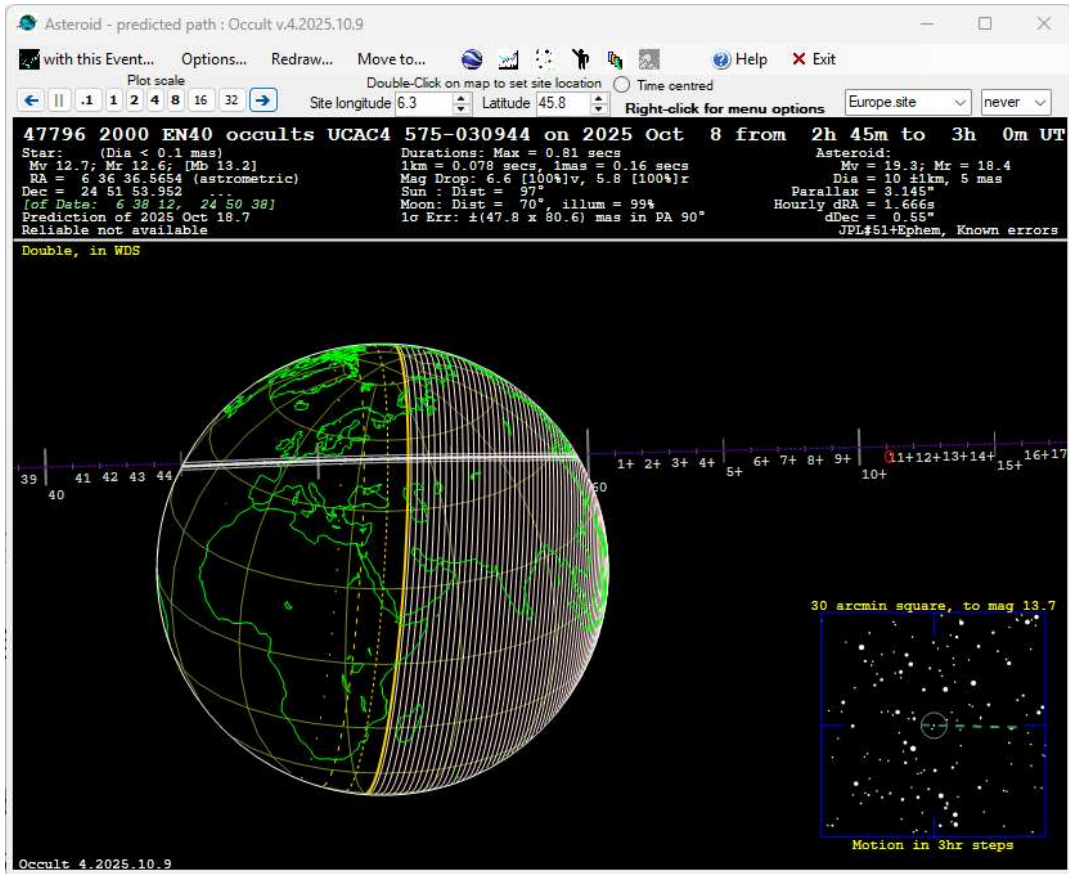 Asteroid - predicted path : Occult v.4.2025.10.9
with this Event... Options... Redraw... Move to... Help Exit
Plot scale
Double-Click on map to set site location Time centred
.1 1 2 4 8 16 32 Site longitude 6.3 Latitude 45.8 Right-click for menu options Europe.site never
47796 2000 EN40 occults UCAC4 575-030944 on 2025 Oct 8 from 2h 45m to 3h 0m UT
Star: (Dia < 0.1 mas)
Mv 12.7; Mr 12.6; [Mb 13.2]
RA = 6 36 36.5654 (astrometric)
Dec = 24 51 53.952 ...
[of Date: 6 38 12, 24 50 38]
Prediction of 2025 Oct 18.7
Reliable not available
Durations: Max = 0.81 secs
1km = 0.078 secs, 1mas = 0.16 secs
Mag Drop: 6.6 [100%]v, 5.8 [100%]r
Sun : Dist = 97°
Moon: Dist = 70°, illum = 99%
1σ Err: ±(47.8 x 80.6) mas in PA 90°
Asteroid:
Mv = 19.3; Mr = 18.4
Dia = 10 ±1km, 5 mas
Parallax = 3.145"
Hourly dRA = 1.666s
dDec = 0.55"
JPL#51+Ephem, Known errors
Double, in WDS
39 40 41 42 43 44 60 1+ 2+ 3+ 4+ 5+ 6+ 7+ 8+ 9+ 10+ 11+ 12+ 13+ 14+ 15+ 16+ 17
30 arcmin square, to mag 13.7
Motion in 3hr steps
Occult 4.2025.10.9